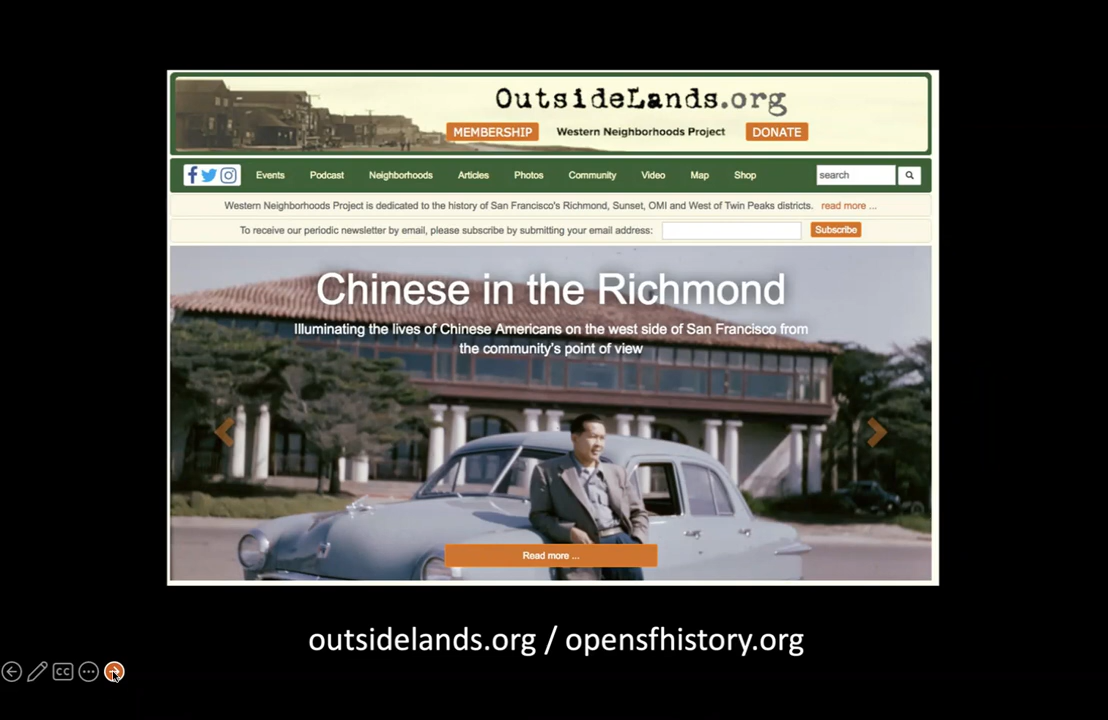 OutsideLands.org
MEMBERSHIP Western Neighborhoods Project DONATE
Events Podcast Neighborhoods Articles Photos Community Video Map Shop search
Western Neighborhoods Project is dedicated to the history of San Francisco's Richmond, Sunset, OMI and West of Twin Peaks districts. read more ...
To receive our periodic newsletter by email, please subscribe by submitting your email address: Subscribe
Chinese in the Richmond
Illuminating the lives of Chinese Americans on the west side of San Francisco from
the community's point of view
Read more ...
outsidelands.org / opensfhistory.org
CC